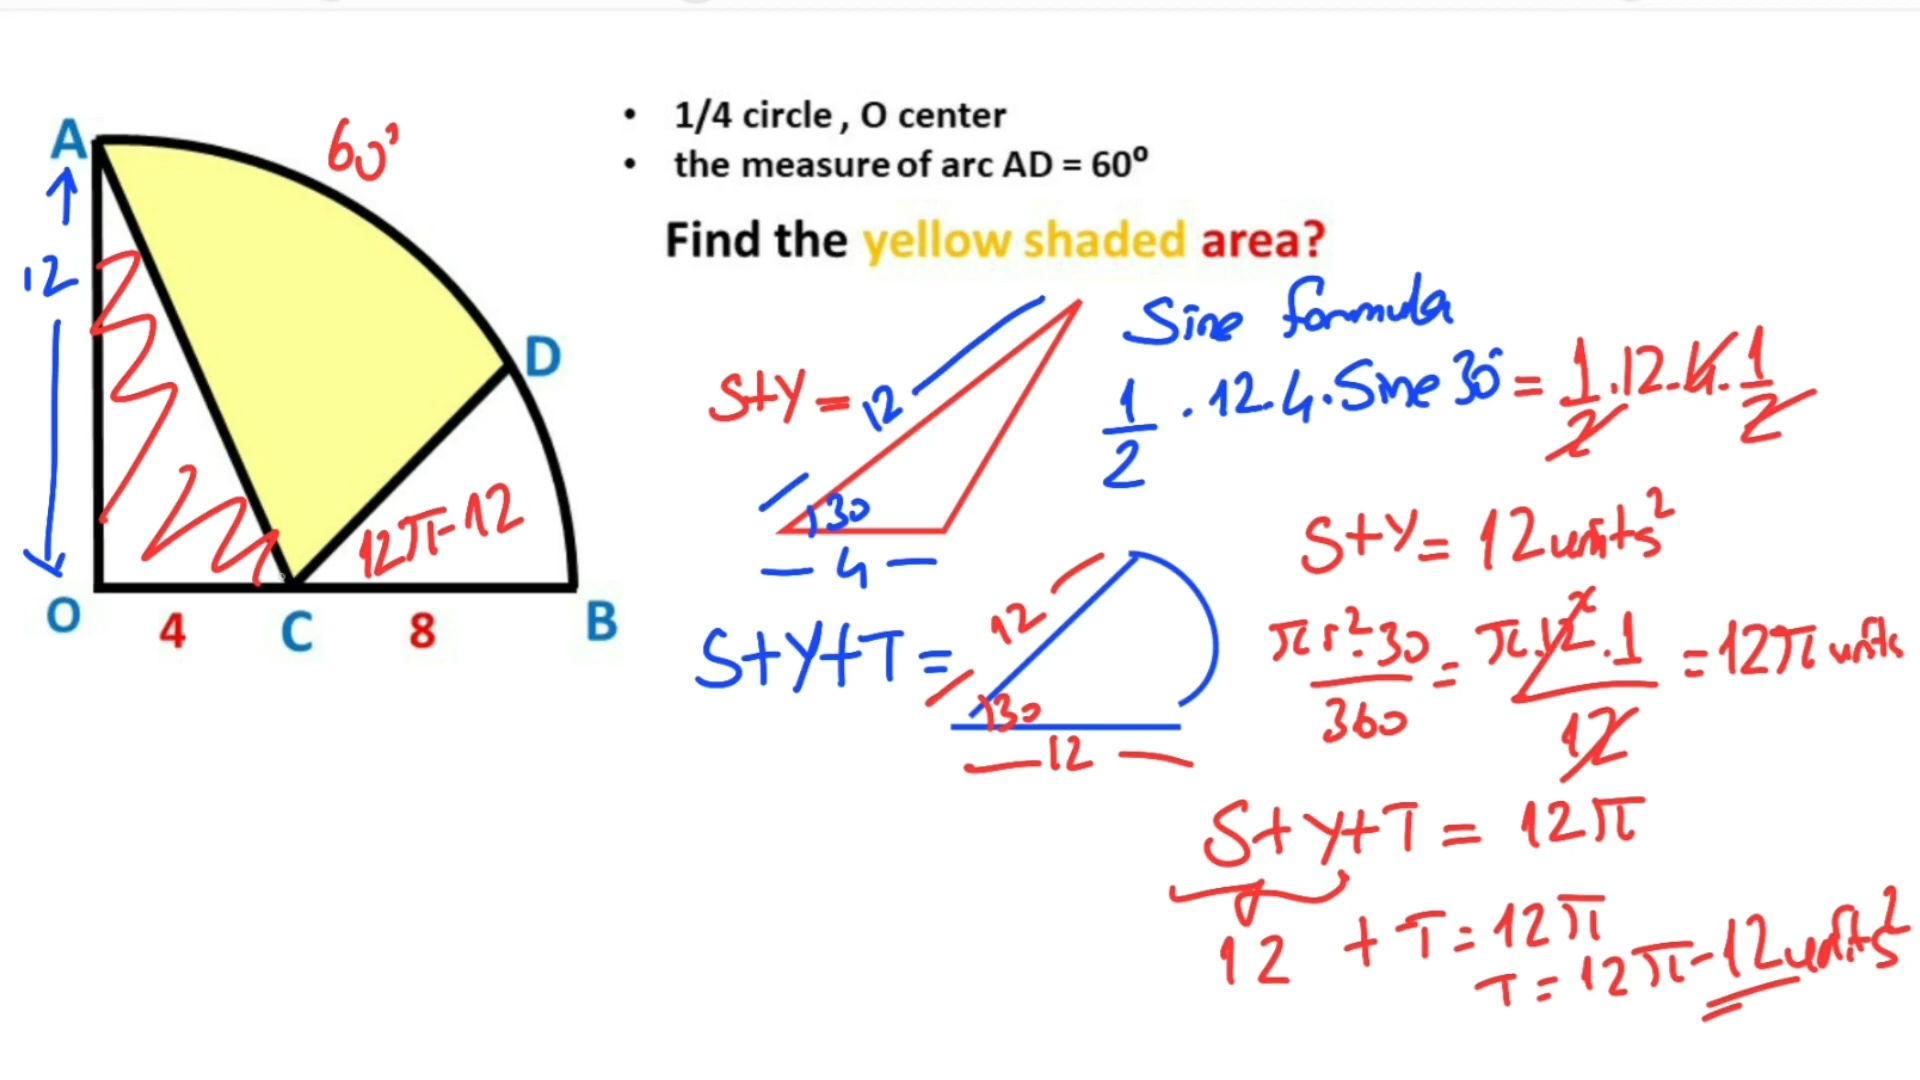 • 1/4 circle , O center
• the measure of arc AD = 60⁰
Find the yellow shaded area?
A
60°
12
D
12π-12
O
4
C
8
B
Sine formula
S+Y = 12
30
4
1/2 . 12.4. Sine 30° = 1/2 .12.4. 1/2
S+Y = 12 units²
S+Y+T =
12
30
12
πr².30/360 = π.12².1/12 = 12π units
S+Y+T = 12π
12 + T = 12π
T = 12π-12 units²